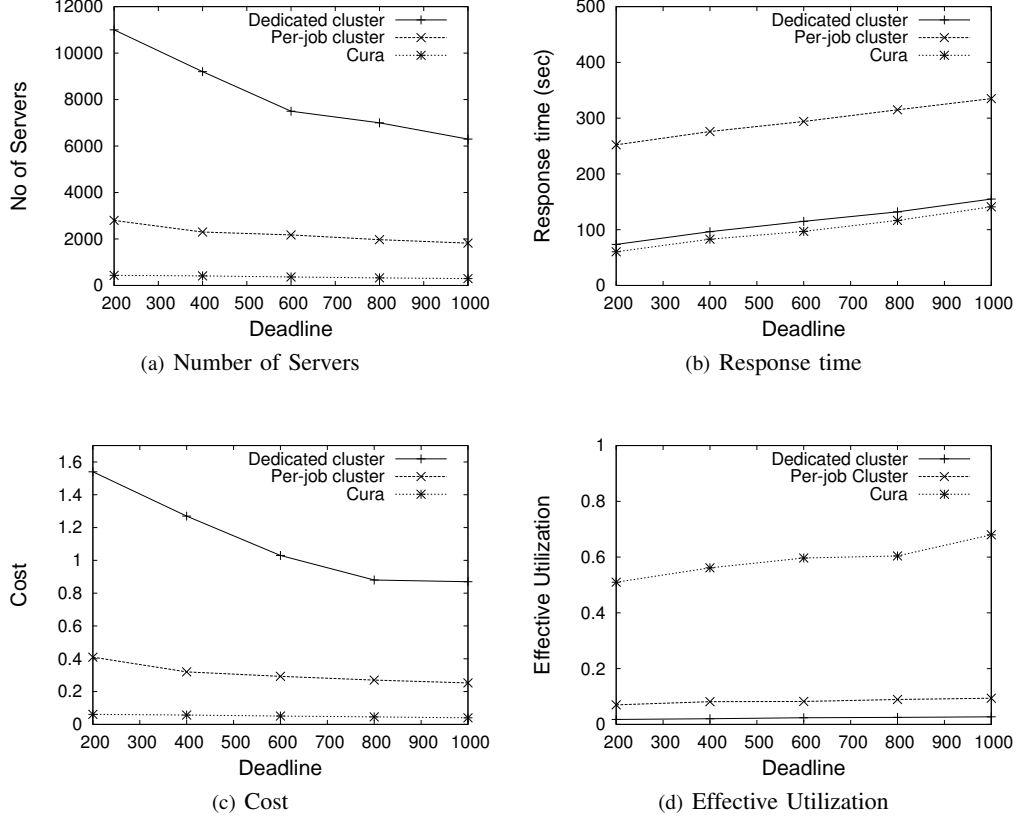 12000
10000
8000
6000
4000
2000
0
No of Servers
Dedicated cluster
Per-job cluster
Cura
200 300 400 500 600 700 800 900 1000
Deadline
(a) Number of Servers
500
400
300
200
100
0
Response time (sec)
Dedicated cluster
Per-job cluster
Cura
200 300 400 500 600 700 800 900 1000
Deadline
(b) Response time
1.6
1.4
1.2
1
0.8
0.6
0.4
0.2
0
Cost
Dedicated cluster
Per-job cluster
Cura
200 300 400 500 600 700 800 900 1000
Deadline
(c) Cost
1
0.8
0.6
0.4
0.2
0
Effective Utilization
Dedicated cluster
Per-job Cluster
Cura
200 300 400 500 600 700 800 900 1000
Deadline
(d) Effective Utilization